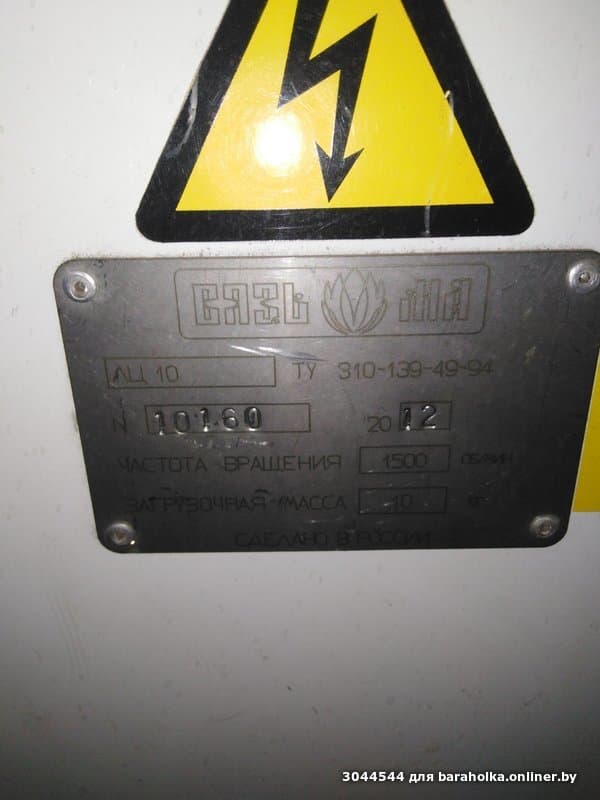 ВЯЗЬМА
ЛЦ 10 ТУ 310-139-49-94
N 10160 2012
ЧАСТОТА ВРАЩЕНИЯ 1500 ОБ/МИН
ЗАГРУЗОЧНАЯ МАССА 10 КГ
СДЕЛАНО В РОССИИ
3044544 для baraholka.onliner.by